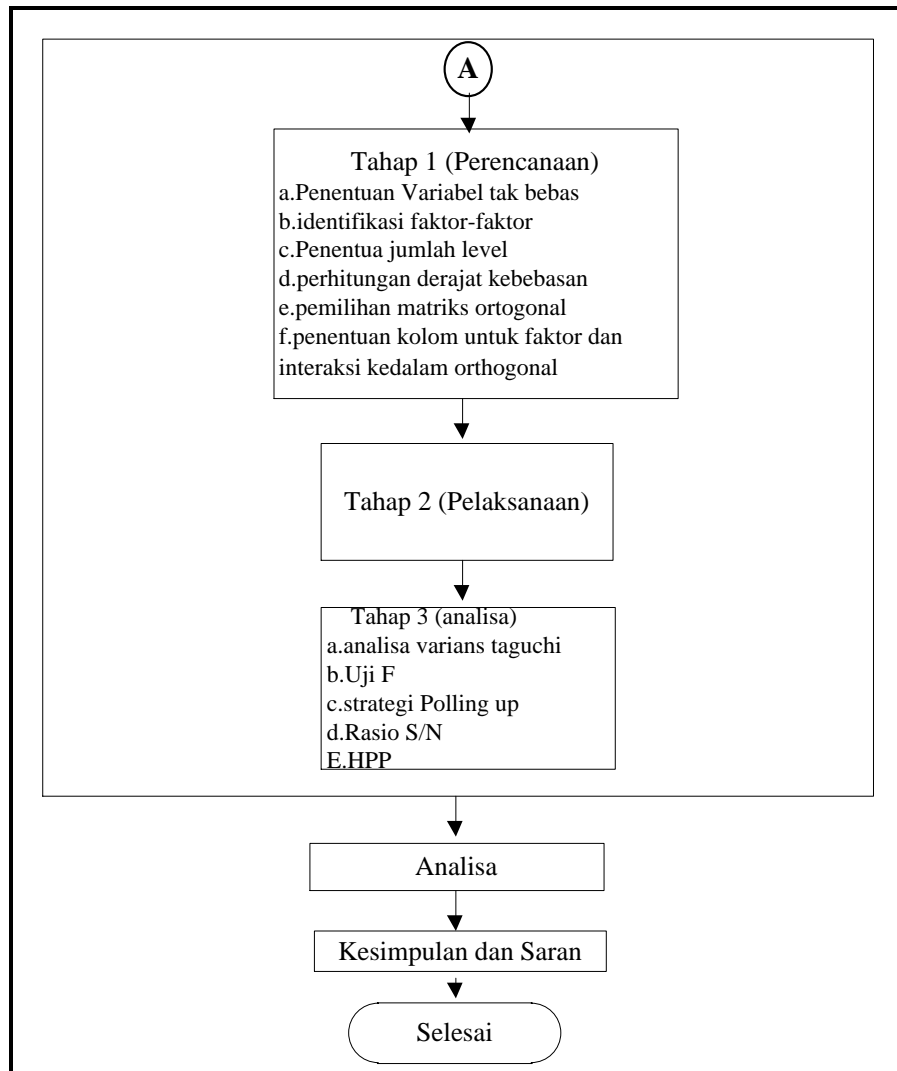 A
Tahap 1 (Perencanaan)
a.Penentuan Variabel tak bebas
b.identifikasi faktor-faktor
c.Penentua jumlah level
d.perhitungan derajat kebebasan
e.pemilihan matriks ortogonal
f.penentuan kolom untuk faktor dan
interaksi kedalam orthogonal
Tahap 2 (Pelaksanaan)
Tahap 3 (analisa)
a.analisa varians taguchi
b.Uji F
c.strategi Polling up
d.Rasio S/N
E.HPP
Analisa
Kesimpulan dan Saran
Selesai